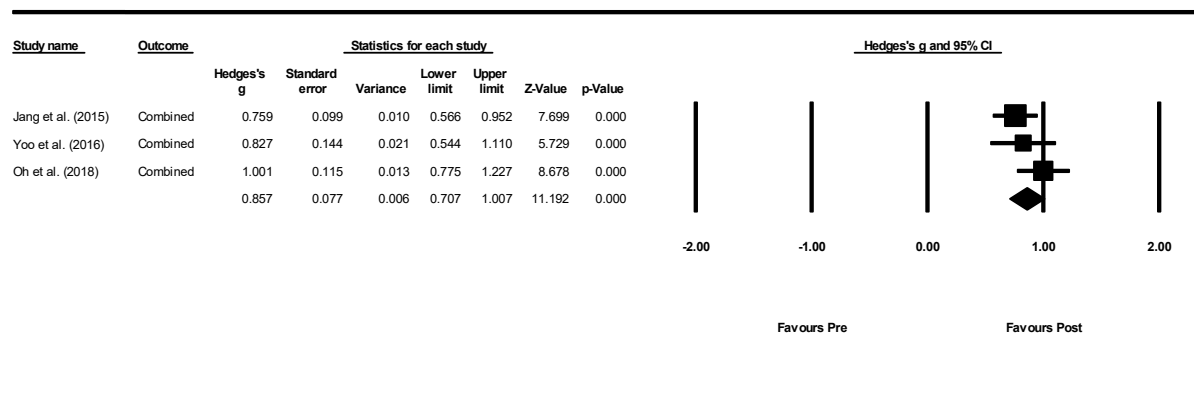 Study name Outcome Statistics for each study Hedges's g and 95% CI
Hedges's Standard Lower Upper
g error Variance limit limit Z-Value p-Value
Jang et al. (2015) Combined 0.759 0.099 0.010 0.566 0.952 7.699 0.000
Yoo et al. (2016) Combined 0.827 0.144 0.021 0.544 1.110 5.729 0.000
Oh et al. (2018) Combined 1.001 0.115 0.013 0.775 1.227 8.678 0.000
0.857 0.077 0.006 0.707 1.007 11.192 0.000
-2.00 -1.00 0.00 1.00 2.00
Favours Pre Favours Post